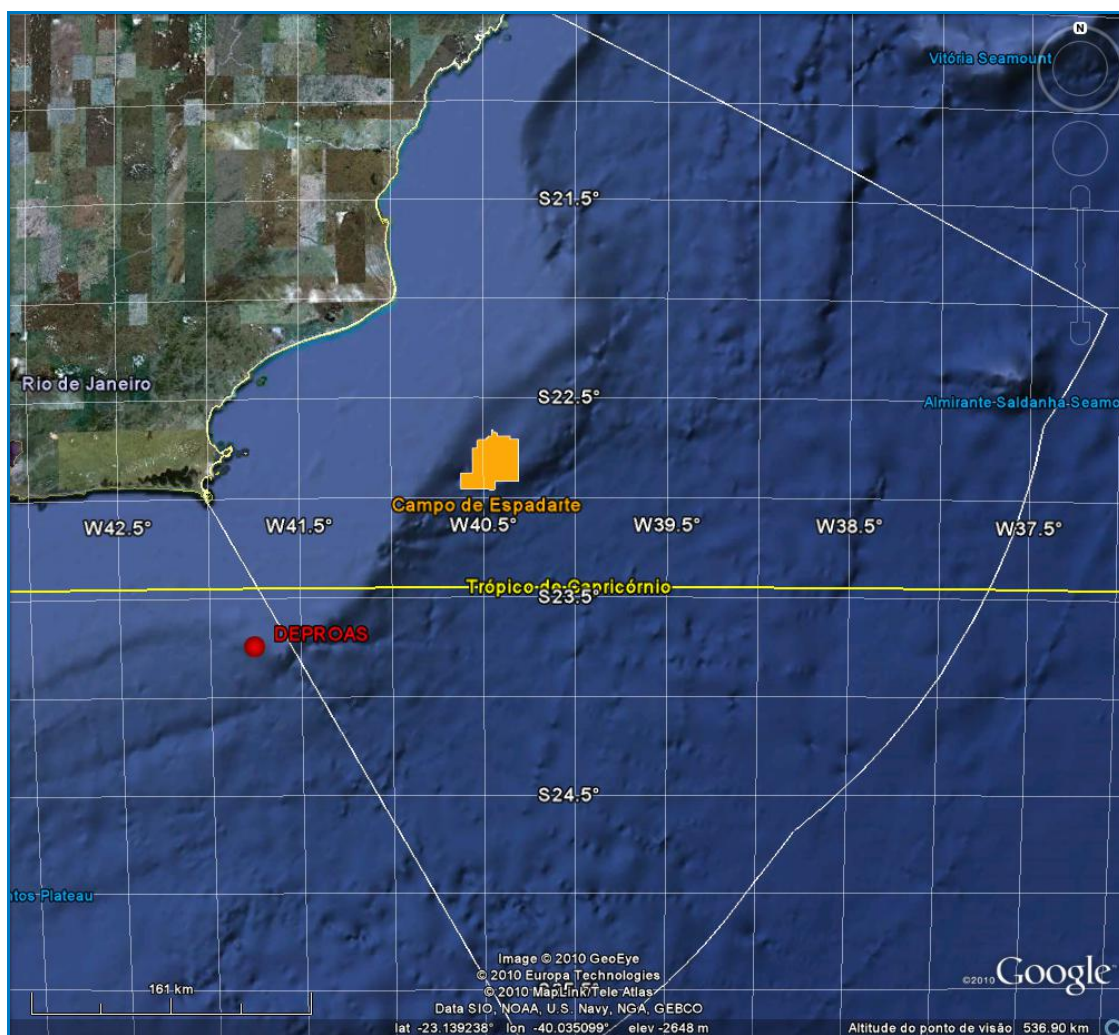 N
Vitória Seamount
S21.5°
Rio de Janeiro
S22.5°
Almirante Saldanha Seamo
Campo de Espadarte
W42.5°
W41.5°
W40.5°
W39.5°
W38.5°
W37.5°
Trópico de Capricórnio
S23.5°
DEPROAS
S24.5°
ntos Plateau
Image © 2010 GeoEye
© 2010 Europa Technologies
© 2010 MapLink/Tele Atlas
Data SIO, NOAA, U.S. Navy, NGA, GEBCO
©2010 Google
161 km
lat -23.139238° lon -40.035099° elev -2648 m
Altitude do ponto de visão 536.90 km